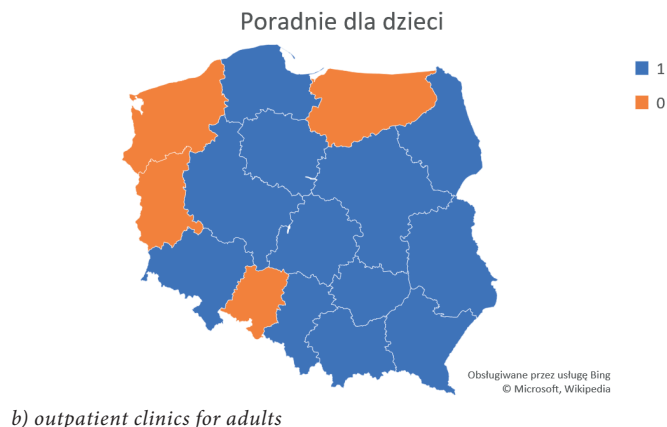 Poradnie dla dzieci
1
0
Obsługiwane przez usługę Bing
© Microsoft, Wikipedia
b) outpatient clinics for adults